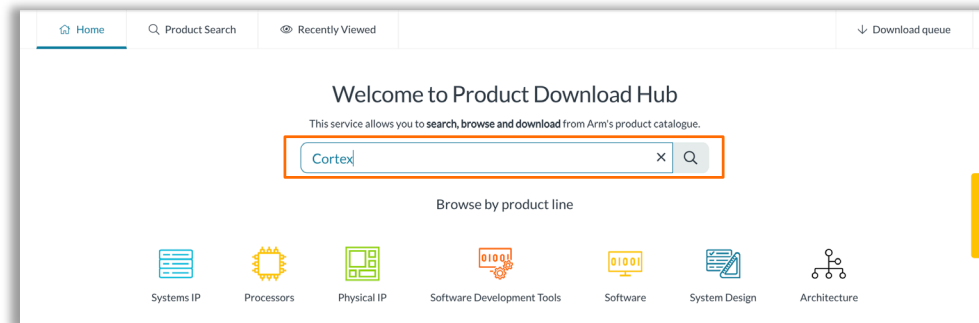 Home
Product Search
Recently Viewed
Download queue
Welcome to Product Download Hub
This service allows you to search, browse and download from Arm's product catalogue.
Cortex
Browse by product line
01001
01001
Systems IP
Processors
Physical IP
Software Development Tools
Software
System Design
Architecture